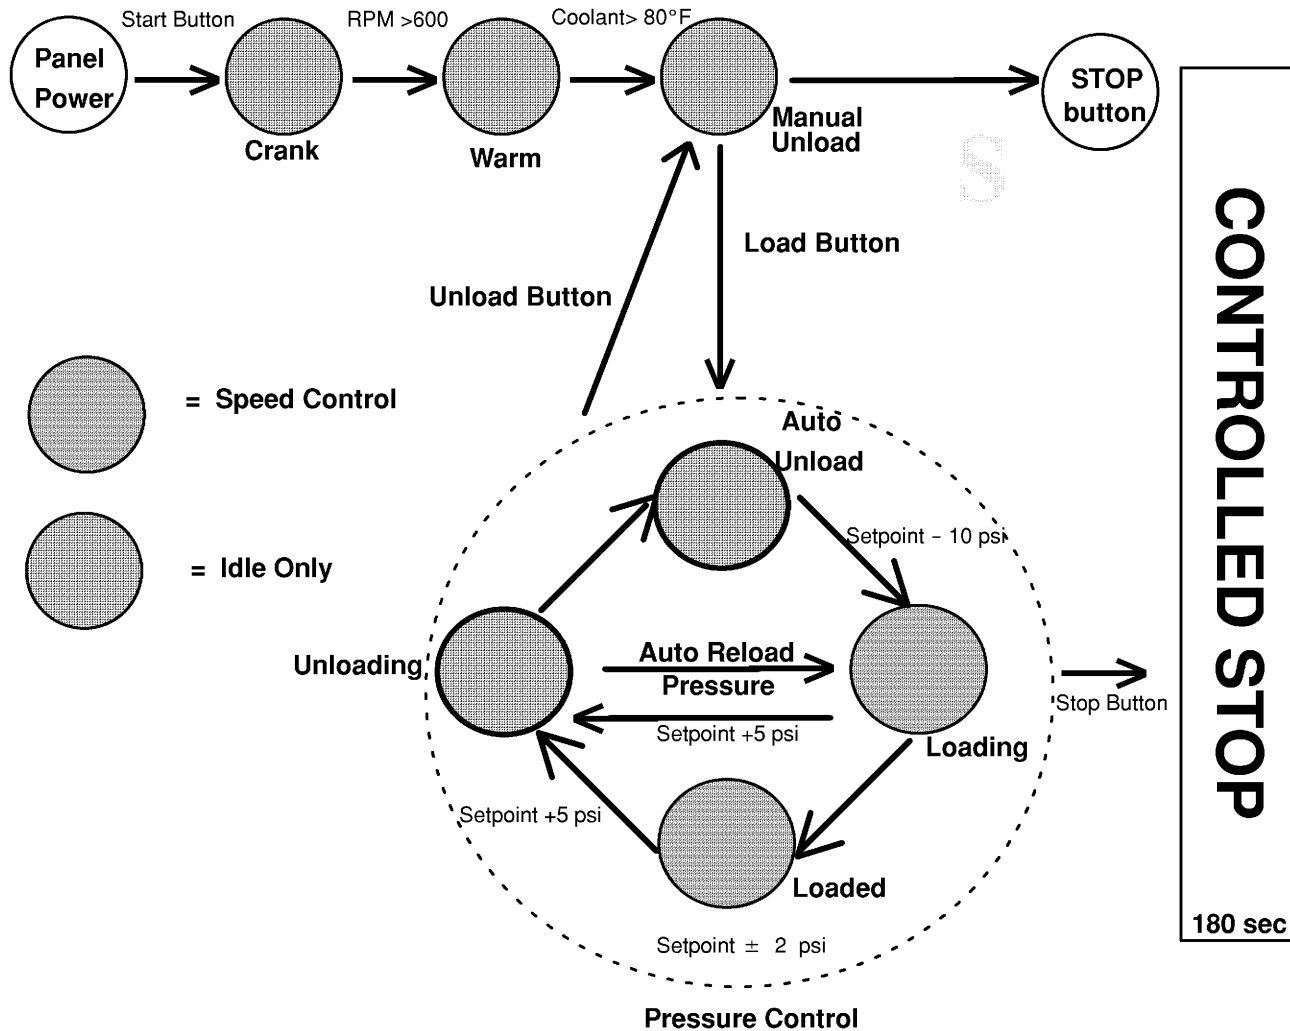 Start Button
RPM >600
Coolant> 80°F
Panel
Power
STOP
button
Crank
Warm
Manual
Unload
S
Load Button
Unload Button
= Speed Control
= Idle Only
Auto
Unload
Setpoint - 10 psi
Unloading
Auto Reload
Pressure
Setpoint +5 psi
Loading
Stop Button
Setpoint +5 psi
Loaded
Setpoint ± 2 psi
Pressure Control
CONTROLLED STOP
180 sec